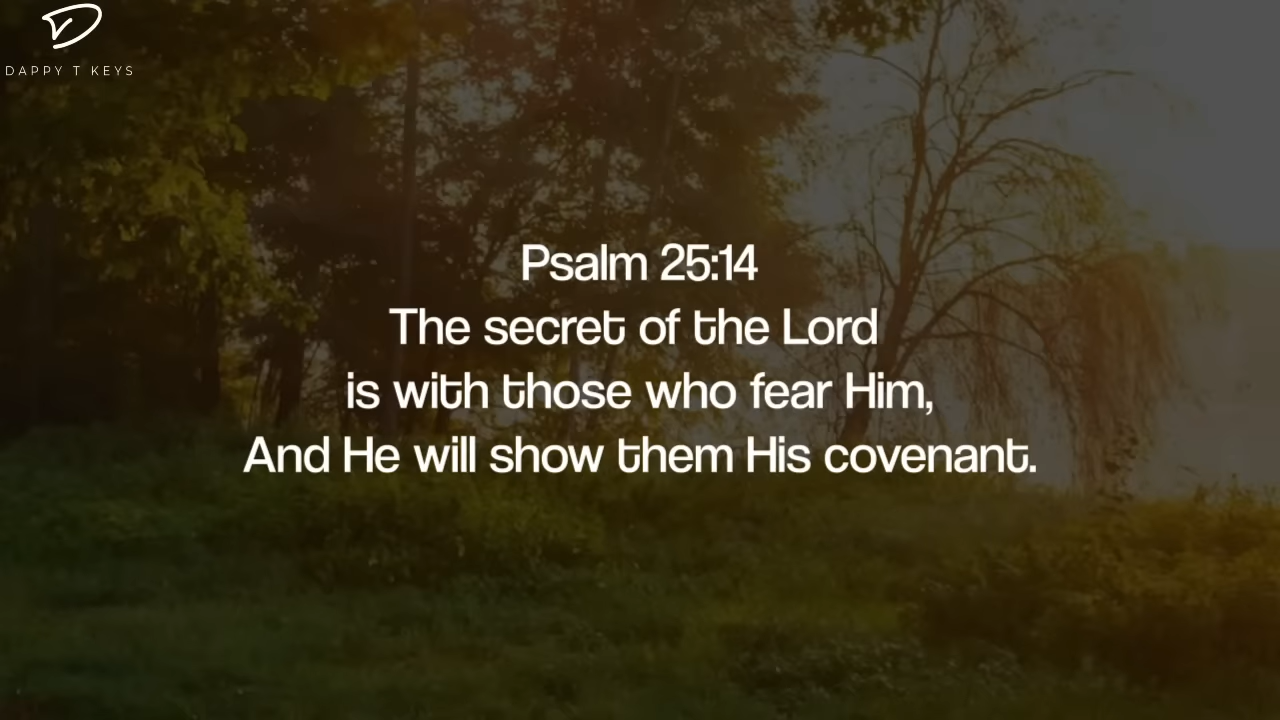 DAPPY T KEYS
Psalm 25:14
The secret of the Lord
is with those who fear Him,
And He will show them His covenant.